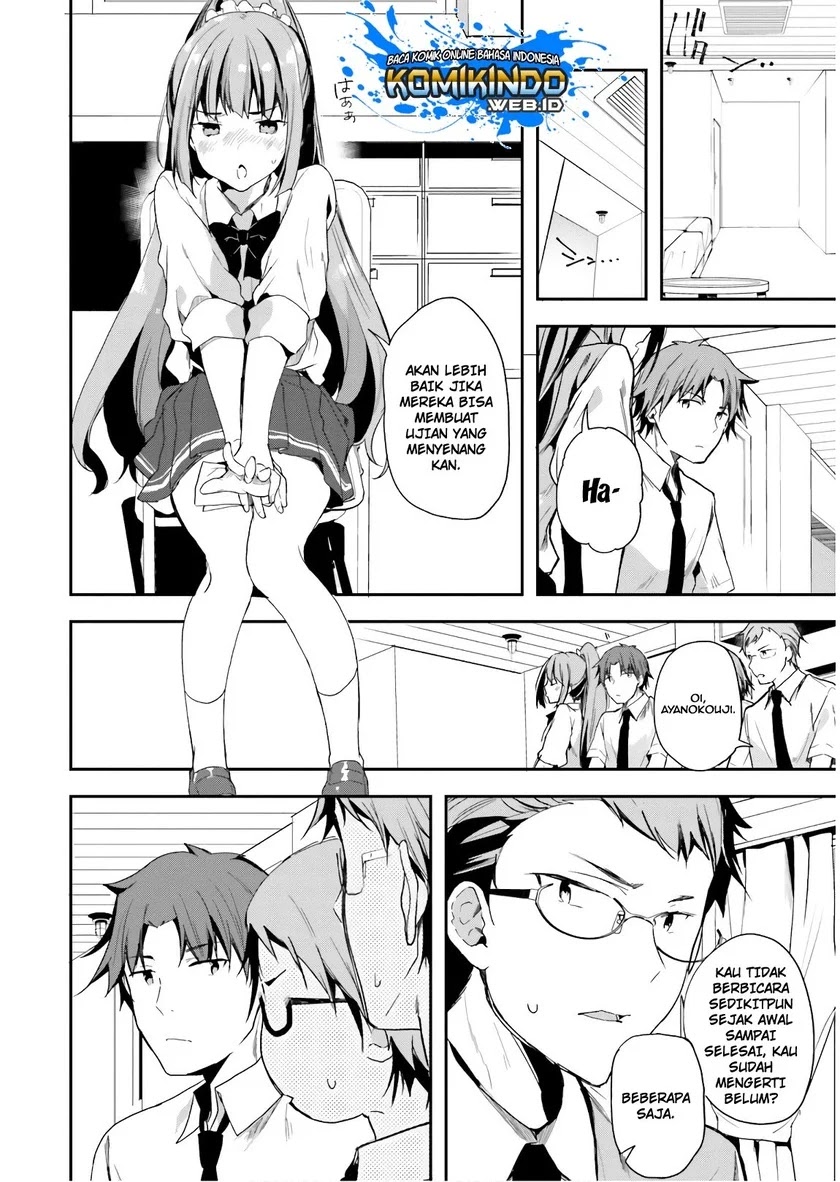 BACA KOMIK ONLINE BAHASA INDONESIA
KOMIKINDO
WEB.ID
Ha-
はぁぁ
AKAN LEBIH
BAIK JIKA
MEREKA BISA
MEMBUAT
UJIAN YANG
MENYENANG
KAN.
OI,
AYANOKOUJI.
KAU TIDAK
BERBICARA
SEDIKITPUN
SEJAK AWAL
SAMPAI
SELESAI, KAU
SUDAH
MENGERTI
BELUM?
BEBERAPA
SAJA.